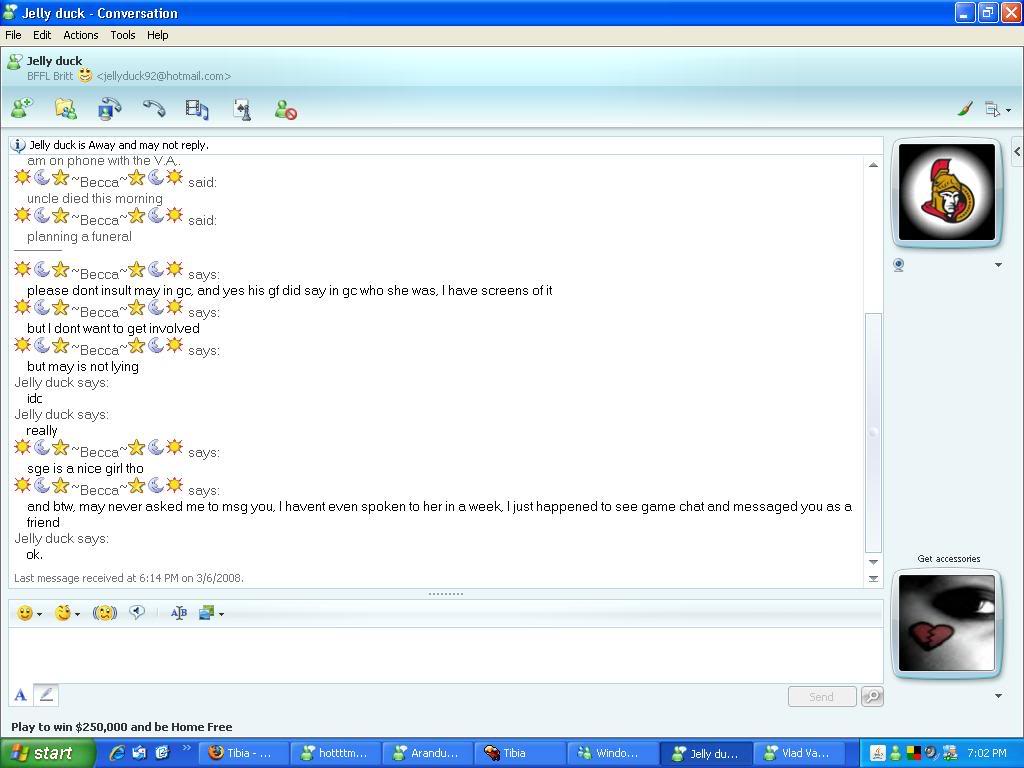 Jelly duck - Conversation
File Edit Actions Tools Help
Jelly duck
BFFL Britt <jellyduck92@hotmail.com>
Jelly duck is Away and may not reply.
am on phone with the V.A..
~Becca~ said:
uncle died this morning
~Becca~ said:
planning a funeral
~Becca~ says:
please dont insult may in gc, and yes his gf did say in gc who she was, I have screens of it
~Becca~ says:
but I dont want to get involved
~Becca~ says:
but may is not lying
Jelly duck says:
idc
Jelly duck says:
really
~Becca~ says:
sge is a nice girl tho
~Becca~ says:
and btw, may never asked me to msg you, I havent even spoken to her in a week, I just happened to see game chat and messaged you as a
friend
Jelly duck says:
ok.
Last message received at 6:14 PM on 3/6/2008.
Get accessories
A
Send
Play to win $250,000 and be Home Free
start Tibia - ... hottttm... Arandu... Tibia Windo... Jelly du... Vlad Va... 7:02 PM